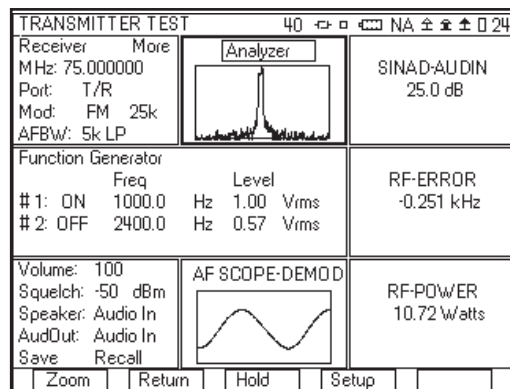 TRANSMITTER TEST 40 NA 24
Receiver More
MHz: 75.000000
Port: T/R
Mod: FM 25k
AFBW: 5k LP
Analyzer
SINAD-AUDIN
25.0 dB
Function Generator
Freq Level
#1: ON 1000.0 Hz 1.00 Vrms
#2: OFF 2400.0 Hz 0.57 Vrms
RF-ERROR
-0.251 kHz
Volume: 100
Squelch: -50 dBm
Speaker: Audio In
AudOut: Audio In
Save Recall
AF SCOPE-DEMOD
RF-POWER
10.72 Watts
Zoom Return Hold Setup